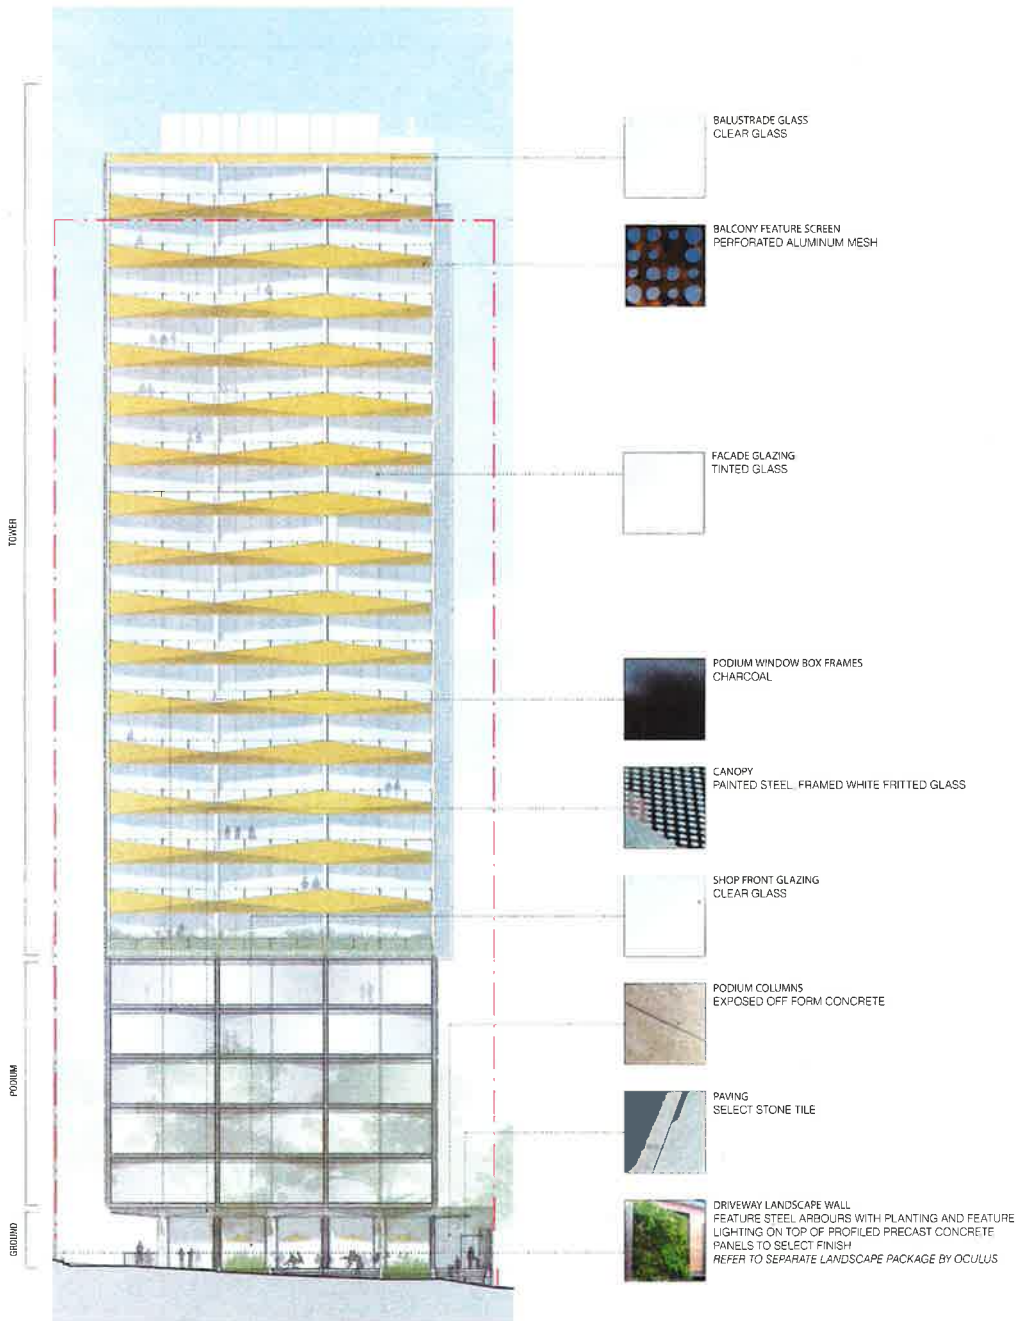 BALUSTRADE GLASS
CLEAR GLASS
BALCONY FEATURE SCREEN
PERFORATED ALUMINUM MESH
FACADE GLAZING
TINTED GLASS
TOWER
PODIUM WINDOW BOX FRAMES
CHARCOAL
CANOPY
PAINTED STEEL, FRAMED WHITE FRITTED GLASS
SHOP FRONT GLAZING
CLEAR GLASS
PODIUM COLUMNS
EXPOSED OFF FORM CONCRETE
PODIUM
PAVING
SELECT STONE TILE
GROUND
DRIVEWAY LANDSCAPE WALL
FEATURE STEEL ARBOURS WITH PLANTING AND FEATURE
LIGHTING ON TOP OF PROFILED PRECAST CONCRETE
PANELS TO SELECT FINISH
REFER TO SEPARATE LANDSCAPE PACKAGE BY OCULUS